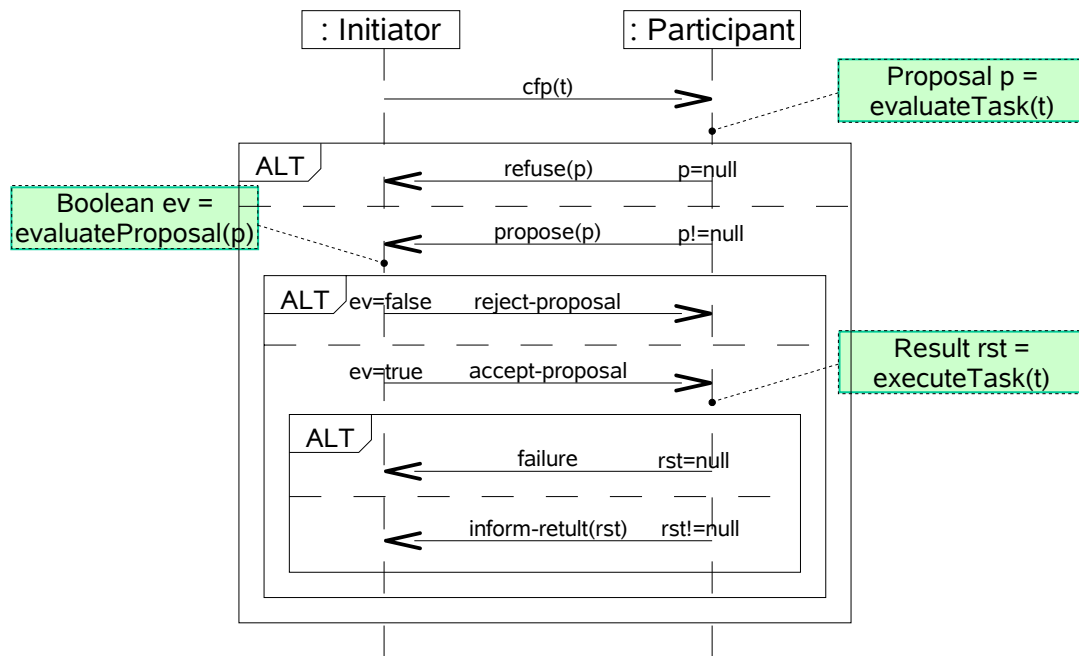 : Initiator
: Participant
cfp(t)
Proposal p =
evaluateTask(t)
ALT
refuse(p)
p=null
Boolean ev =
evaluateProposal(p)
propose(p)
p!=null
ALT
ev=false
reject-proposal
ev=true
accept-proposal
Result rst =
executeTask(t)
ALT
failure
rst=null
inform-retult(rst)
rst!=null